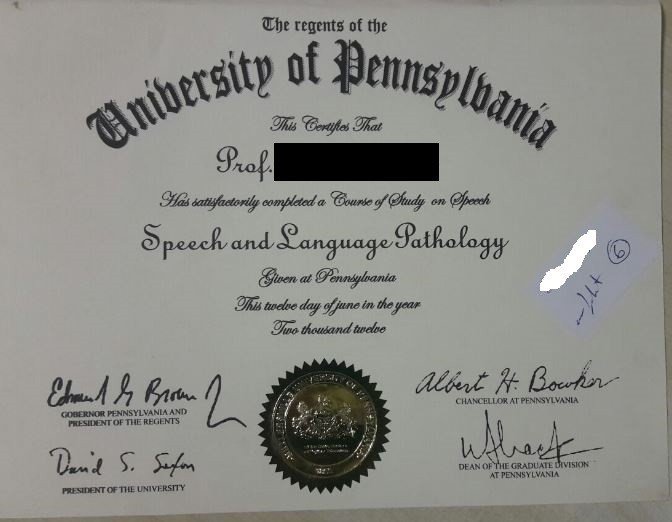 The regents of the
University of Pennsylvania
This Certifies That
Prof.
Has satisfactorily completed a Course of Study on Speech
Speech and Language Pathology
Given at Pennsylvania
This twelve day of june in the year
Two thousand twelve
6
Edmund G Brown
GOBERNOR PENNSYLVANIA AND
PRESIDENT OF THE REGENTS
Albert H. Bowker
CHANCELLOR AT PENNSYLVANIA
David S. Saxon
PRESIDENT OF THE UNIVERSITY
DEAN OF THE GRADUATE DIVISION
AT PENNSYLVANIA